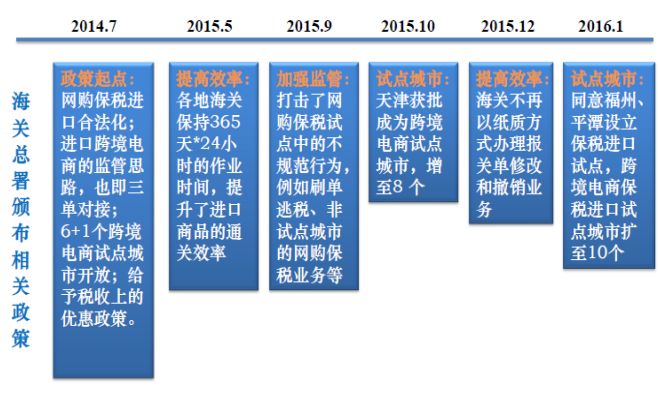 2014.7
2015.5
2015.9
2015.10
2015.12
2016.1
海关总署颁布相关政策
政策起点：
网购保税进
口合法化；
进口跨境电
商的监管思
路，也即三
单对接；
6+1个跨境
电商试点城
市开放；给
予税收上的
优惠政策。
提高效率：
各地海关
保持365
天*24小
时的作业
时间，提
升了进口
商品的通
关效率
加强监管：
打击了网
购保税试
点中的不
规范行为，
例如刷单
逃税、非
试点城市
的网购保
税业务等
试点城市：
天津获批
成为跨境
电商试点
城市，增
至8 个
提高效率：
海关不再
以纸质方
式办理报
关单修改
和撤销业
务
试点城市：
同意福州、
平潭设立
保税进口
试点，跨
境电商保
税进口试
点城市扩
至10个